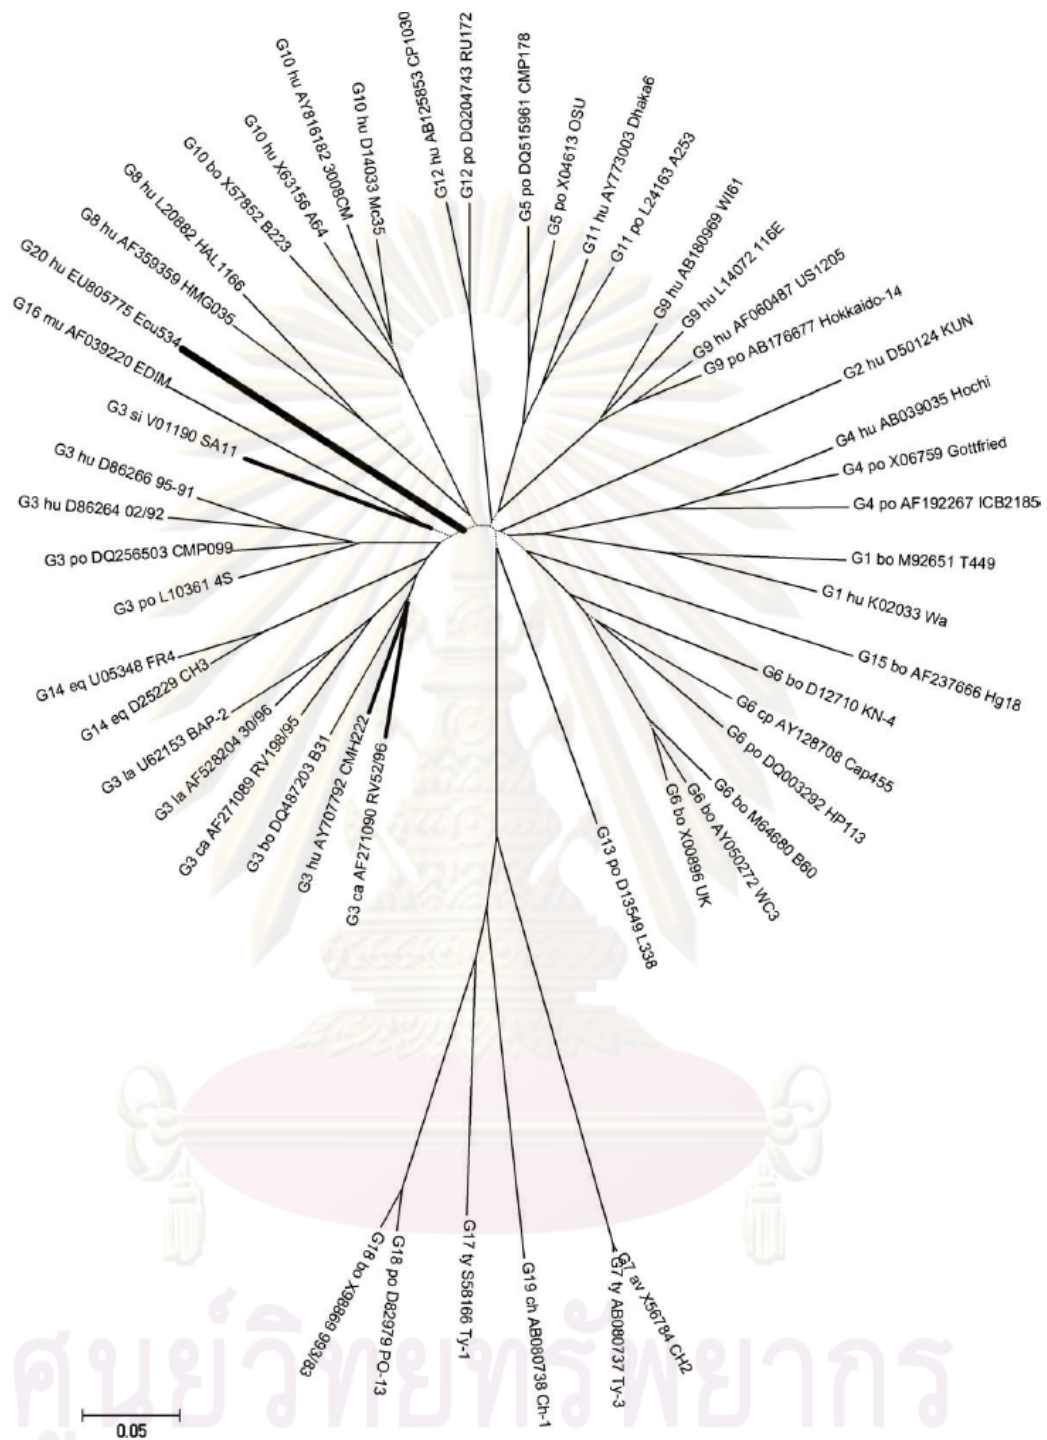 G12 hu AB125853 CP1030
G12 po DQ204743 RU172
G5 po DQ515961 CMP178
G5 po X04613 OSU
G11 hu AY773003 Dhaka6
G11 po L24163 A253
G9 hu AB180969 WI61
G9 hu L14072 116E
G9 hu AF060487 US1205
G9 po AB176677 Hokkaido-14
G2 hu D50124 KUN
G4 hu AB039035 Hochi
G4 po X06759 Gottfried
G4 po AF192267 ICB2185
G1 bo M92651 T449
G1 hu K02033 Wa
G15 bo AF237666 Hg18
G6 bo D12710 KN-4
G6 cp AY128708 Cap455
G6 po DQ003292 HP113
G6 bo M64680 B60
G6 bo AY050272 WC3
G6 bo X00896 UK
G13 po D13549 L338
G7 av X56784 CH2
G7 ty AB080737 Ty-3
G19 ch AB080738 Ch-1
G17 ty S58166 Ty-1
G18 po D82979 PO-13
G18 bo X98869 993/83
G3 ca AF271090 RV52/96
G3 hu AY707792 CMH222
G3 bo DQ487203 B31
G3 ca AF271089 RV198/95
G3 la AF528204 30/96
G3 la U62153 BAP-2
G14 eq D25229 CH3
G14 eq U05348 FR4
G3 po L10361 4S
G3 po DQ256503 CMP099
G3 hu D86264 02/92
G3 hu D86266 95-91
G3 si V01190 SA11
G16 mu AF039220 EDIM
G20 hu EU805775 Ecu534
G8 hu AF359359 HMG035
G8 hu L20882 HAL1166
G10 bo X57852 B223
G10 hu X63156 A64
G10 hu AY816182 3008CM
G10 hu D14033 Mc35
0.05
ศูนย์วิทยทรัพยากร